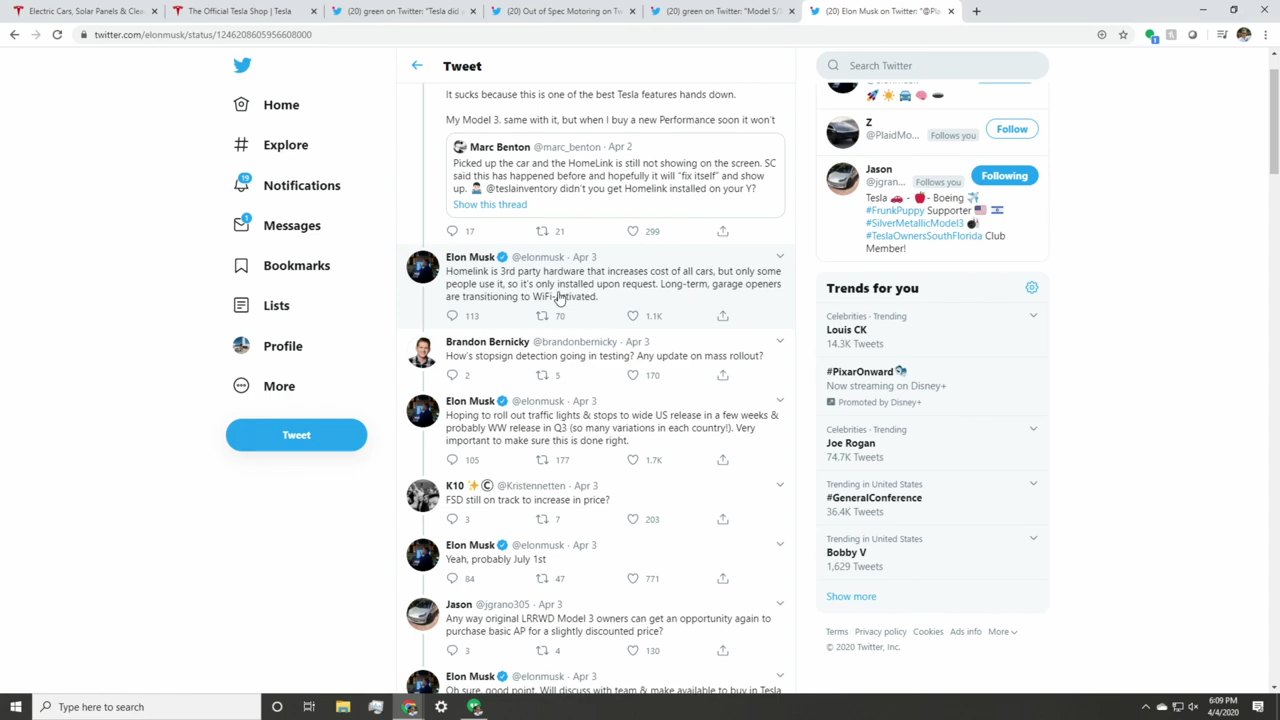 Electric Cars, Solar Panels & Clea
The Official Tesla Shop | Tesla
(20) green on Twitter: "Tesla did
(20) Out of Spec Motoring on Tw
(20) green on Twitter: "Model S/
(20) Elon Musk on Twitter: "@Pla
twitter.com/elonmusk/status/1246208605956608000
Home
Explore
19
Notifications
1
Messages
Bookmarks
Lists
Profile
More
Tweet
Tweet
It sucks because this is one of the best Tesla features hands down.
My Model 3. same with it, but when I buy a new Performance soon it won't
Marc Benton @marc_benton · Apr 2
Picked up the car and the HomeLink is still not showing on the screen. SC
said this has happened before and hopefully it will "fix itself" and show
up. 🤷🏻‍♂️ @teslainventory didn't you get Homelink installed on your Y?
Show this thread
17 21 299
Elon Musk @elonmusk · Apr 3
Homelink is 3rd party hardware that increases cost of all cars, but only some
people use it, so it's only installed upon request. Long-term, garage openers
are transitioning to WiFi-activated.
113 70 1.1K
Brandon Bernicky @brandonbernicky · Apr 3
How's stopsign detection going in testing? Any update on mass rollout?
2 5 170
Elon Musk @elonmusk · Apr 3
Hoping to roll out traffic lights & stops to wide US release in a few weeks &
probably WW release in Q3 (so many variations in each country!). Very
important to make sure this is done right.
105 177 1.7K
K10 ✨© @Kristennetten · Apr 3
FSD still on track to increase in price?
3 7 203
Elon Musk @elonmusk · Apr 3
Yeah, probably July 1st
84 47 771
Jason @jgrano305 · Apr 3
Any way original LRRWD Model 3 owners can get an opportunity again to
purchase basic AP for a slightly discounted price?
3 4 130
Elon Musk @elonmusk · Apr 3
Oh sure, good point. Will discuss with team & make available to buy in Tesla
Search Twitter
🚀 ☀️ 🚘 🧠 🕳️
Z
@PlaidMo... Follows you
Follow
Jason
@jgran... Follows you
Following
Tesla 🚗 - 🍎- Boeing ✈️
#FrunkPuppy Supporter 🇺🇸 🇮🇱
#SilverMetallicModel3 💣
#TeslaOwnersSouthFlorida Club
Member!
Trends for you
Celebrities · Trending
Louis CK
14.3K Tweets
#PixarOnward
Now streaming on Disney+
Promoted by Disney+
Celebrities · Trending
Joe Rogan
74.7K Tweets
Trending in United States
#GeneralConference
36.4K Tweets
Trending in United States
Bobby V
1,629 Tweets
Show more
Terms Privacy policy Cookies Ads info More
© 2020 Twitter, Inc.
Type here to search
6:09 PM
4/4/2020